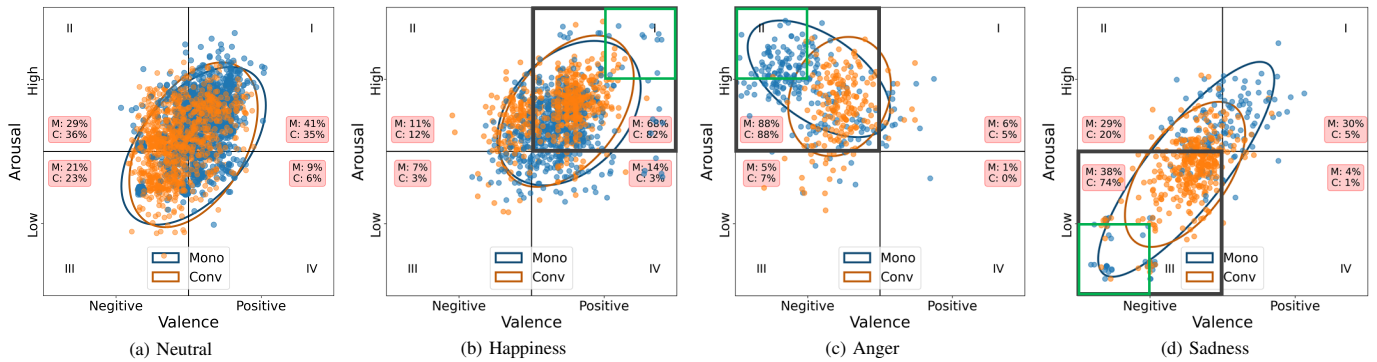 II
I
High
Arousal
M: 29%
C: 36%
M: 41%
C: 35%
M: 21%
C: 23%
M: 9%
C: 6%
Low
III
IV
Mono
Conv
Negitive
Positive
Valence
(a) Neutral
II
I
High
Arousal
M: 11%
C: 12%
M: 68%
C: 82%
M: 7%
C: 3%
M: 14%
C: 3%
Low
III
IV
Mono
Conv
Negitive
Positive
Valence
(b) Happiness
II
I
High
Arousal
M: 88%
C: 88%
M: 6%
C: 5%
M: 5%
C: 7%
M: 1%
C: 0%
Low
III
IV
Mono
Conv
Negitive
Positive
Valence
(c) Anger
II
I
High
Arousal
M: 29%
C: 20%
M: 30%
C: 5%
M: 38%
C: 74%
M: 4%
C: 1%
Low
III
IV
Mono
Conv
Negitive
Positive
Valence
(d) Sadness